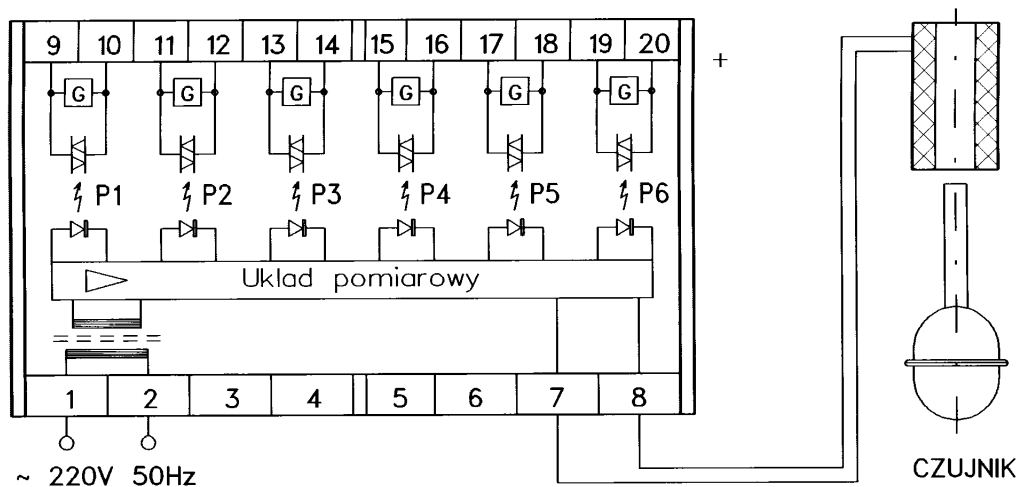 9 10 11 12 13 14 15 16 17 18 19 20
+
G G G G G G
P1 P2 P3 P4 P5 P6
Uklad pomiarowy
1 2 3 4 5 6 7 8
~ 220V 50Hz
CZUJNIK